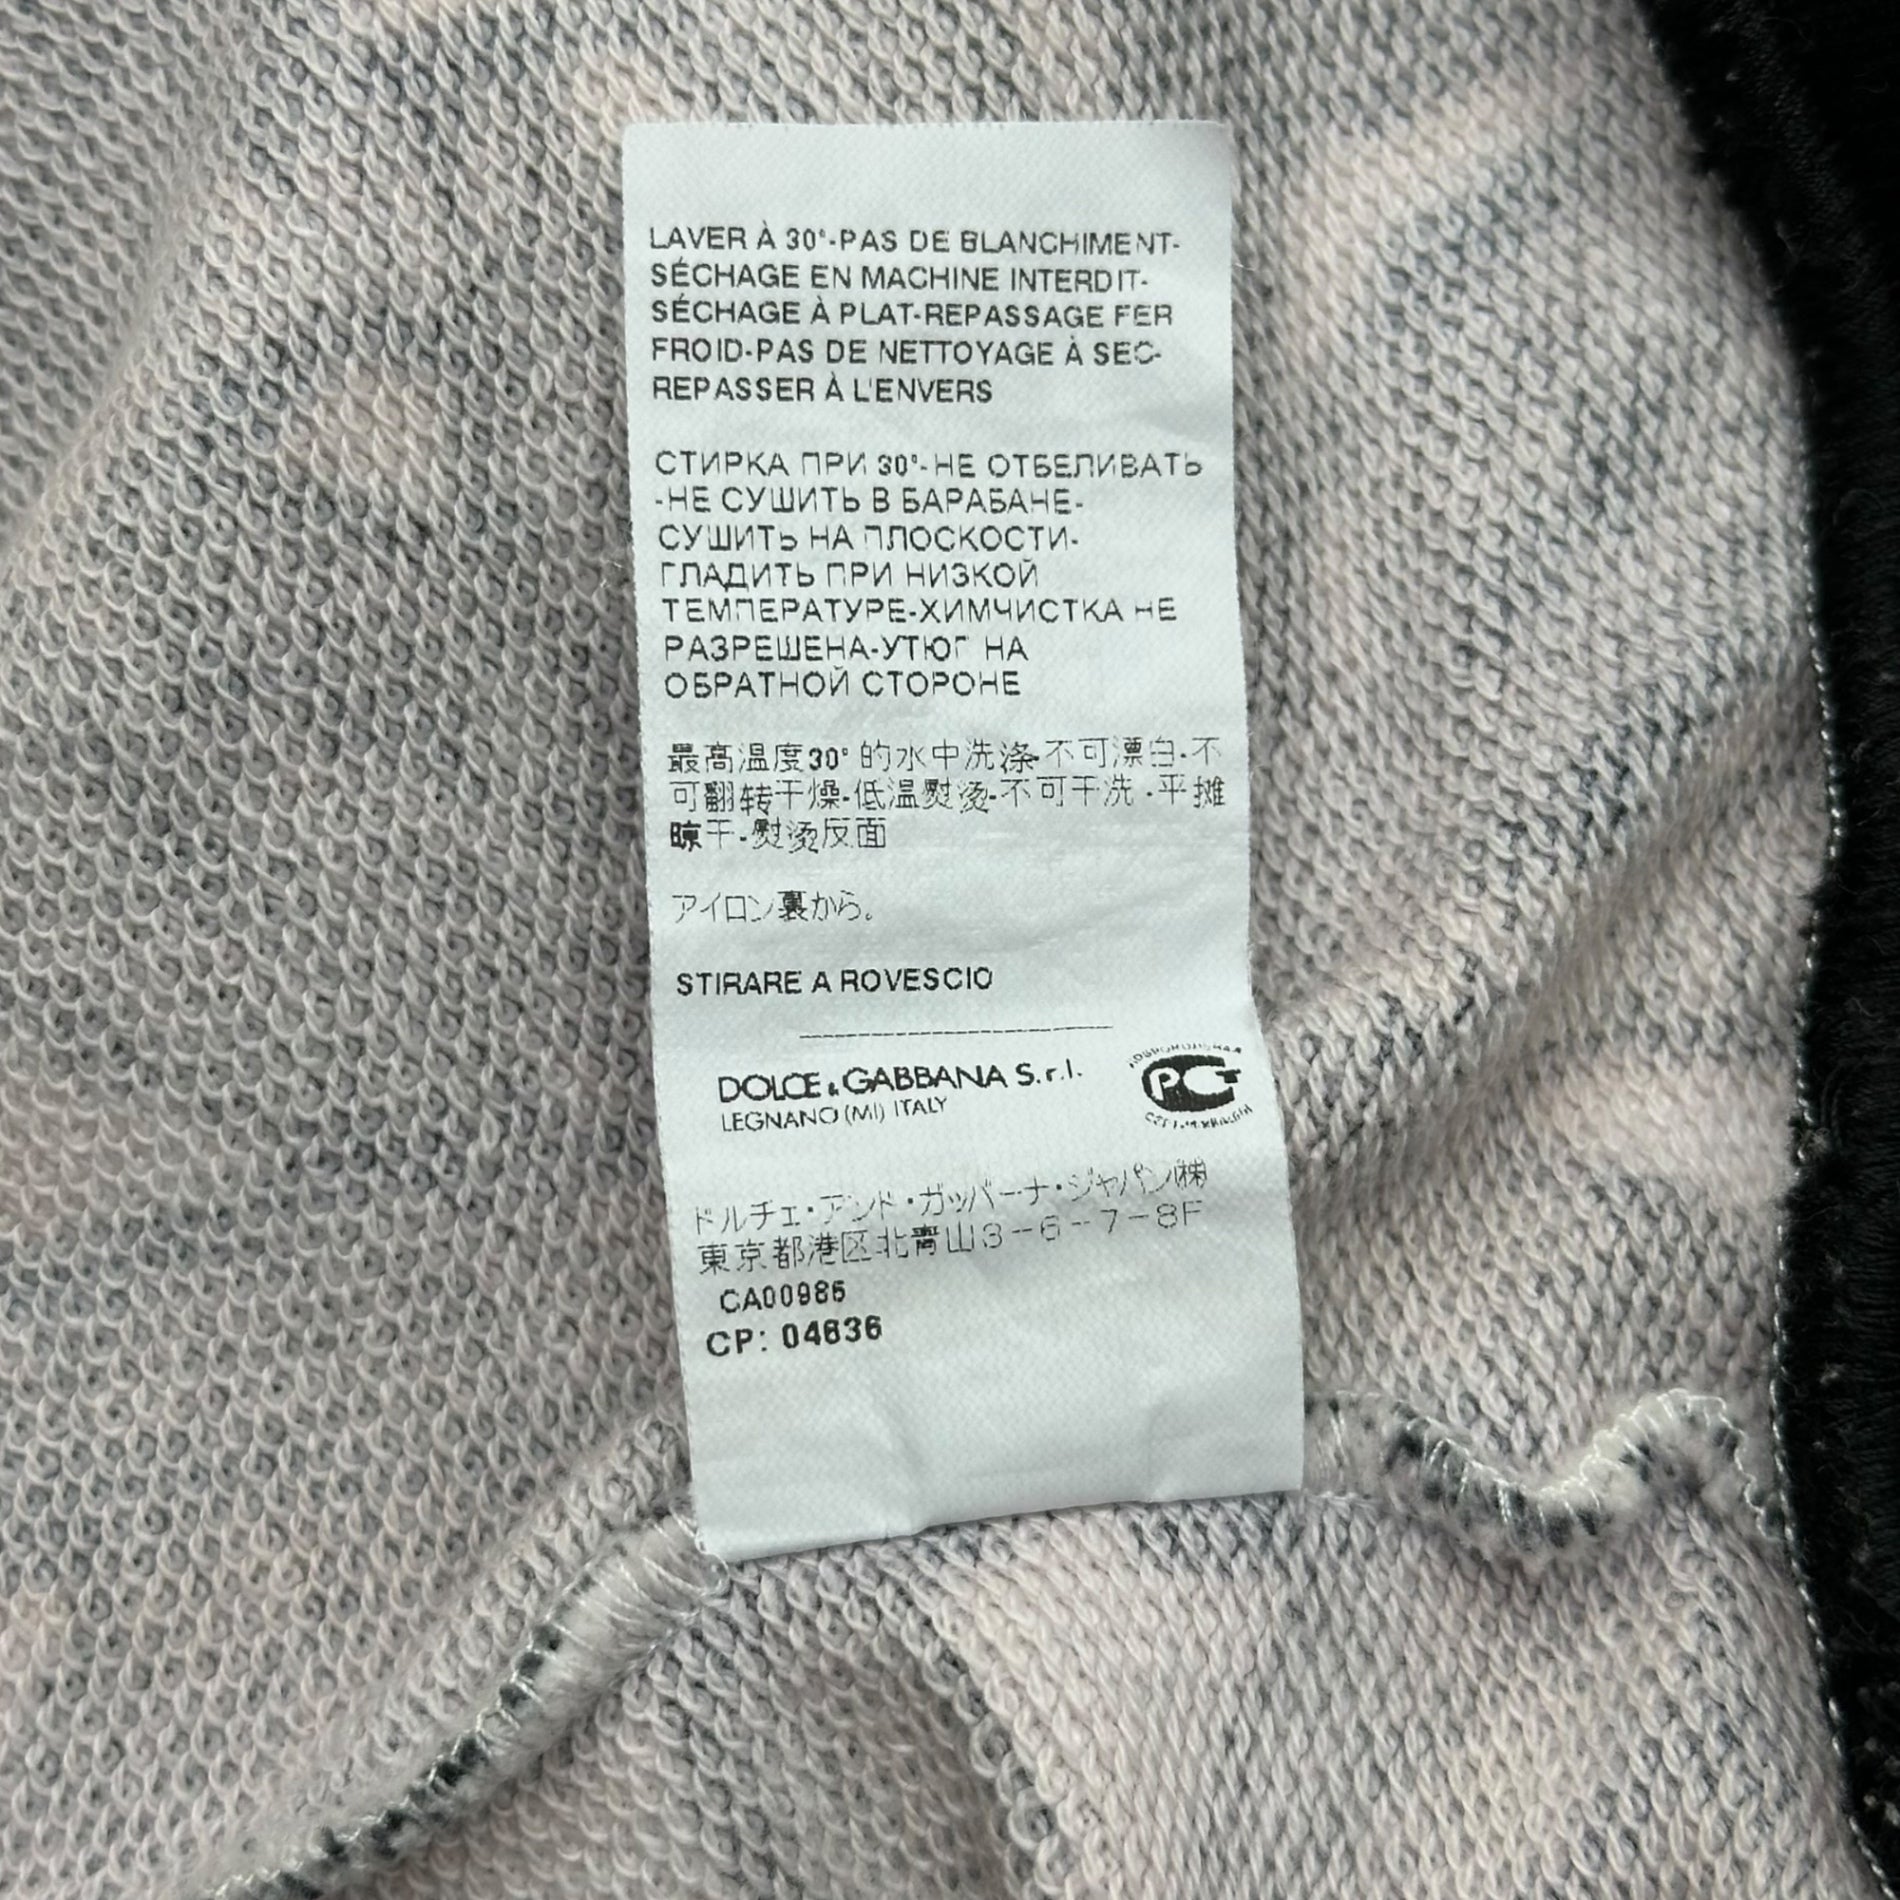 LAVER À 30°-PAS DE BLANCHIMENT-
SÉCHAGE EN MACHINE INTERDIT-
SÉCHAGE À PLAT-REPASSAGE FER
FROID-PAS DE NETTOYAGE À SEC-
REPASSER À L'ENVERS
СТИРКА ПРИ 30°-НЕ ОТБЕЛИВАТЬ
-НЕ СУШИТЬ В БАРАБАНЕ-
СУШИТЬ НА ПЛОСКОСТИ-
ГЛАДИТЬ ПРИ НИЗКОЙ
ТЕМПЕРАТУРЕ-ХИМЧИСТКА НЕ
РАЗРЕШЕНА-УТЮГ НА
ОБРАТНОЙ СТОРОНЕ
最高温度30° 的水中洗涤-不可漂白-不
可翻转干燥-低温熨烫-不可干洗 -平摊
晾干-熨烫反面
アイロン裏から。
STIRARE A ROVESCIO
DOLCE & GABBANA S.r.l.
LEGNANO (MI) ITALY
РСТ
ドルチェ・アンド・ガッバーナ・ジャパン(株)
東京都港区北青山3-6-7-8F
CA00986
CP: 04636